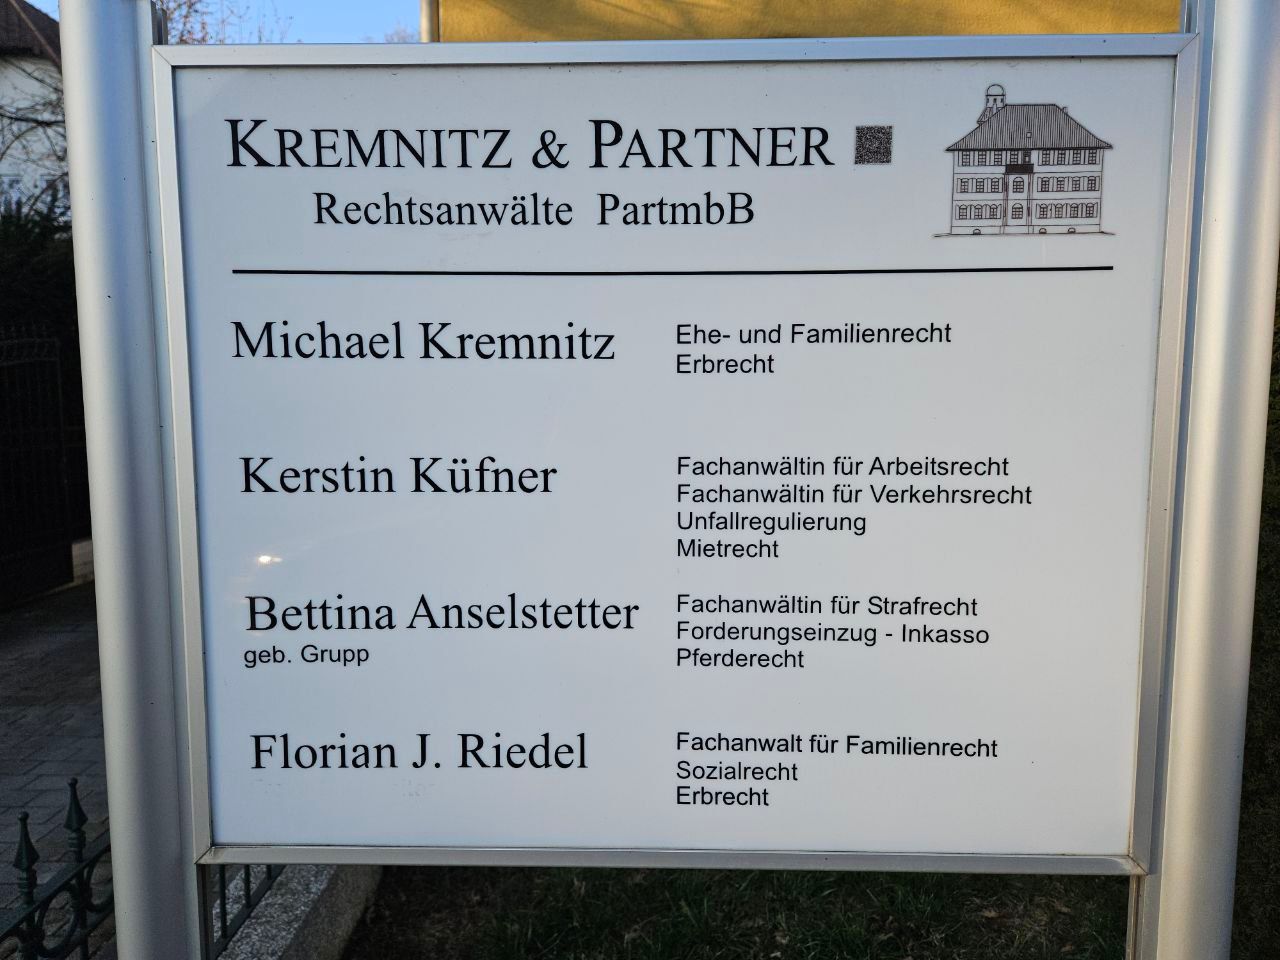 KREMNITZ & PARTNER
Rechtsanwälte PartmbB
Michael Kremnitz
Ehe- und Familienrecht
Erbrecht
Kerstin Küfner
Fachanwältin für Arbeitsrecht
Fachanwältin für Verkehrsrecht
Unfallregulierung
Mietrecht
Bettina Anselstetter
geb. Grupp
Fachanwältin für Strafrecht
Forderungseinzug - Inkasso
Pferderecht
Florian J. Riedel
Fachanwalt für Familienrecht
Sozialrecht
Erbrecht